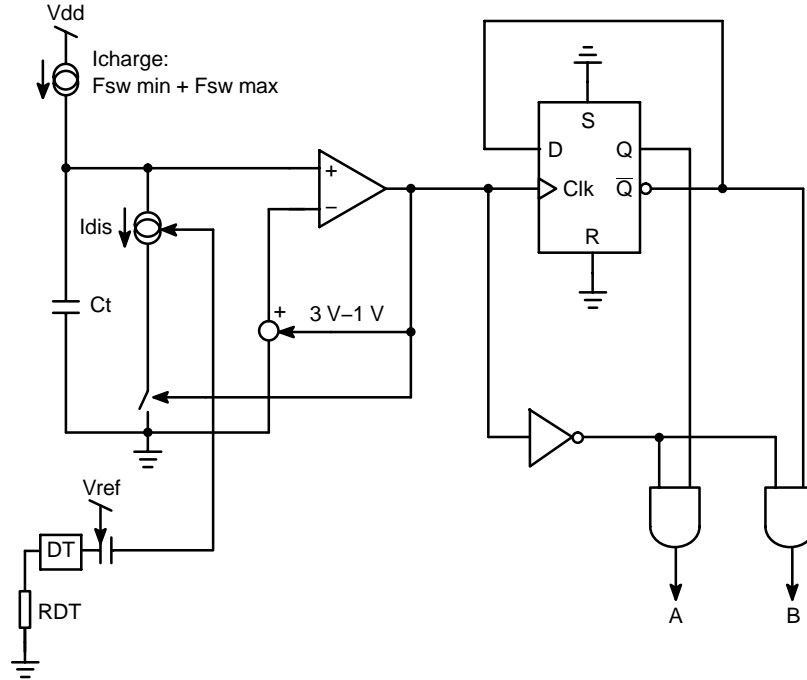 Vdd
Icharge:
Fsw min + Fsw max
S
D
Q
+
Clk
Q
−
Idis
R
Ct
+
3 V−1 V
Vref
DT
RDT
A
B